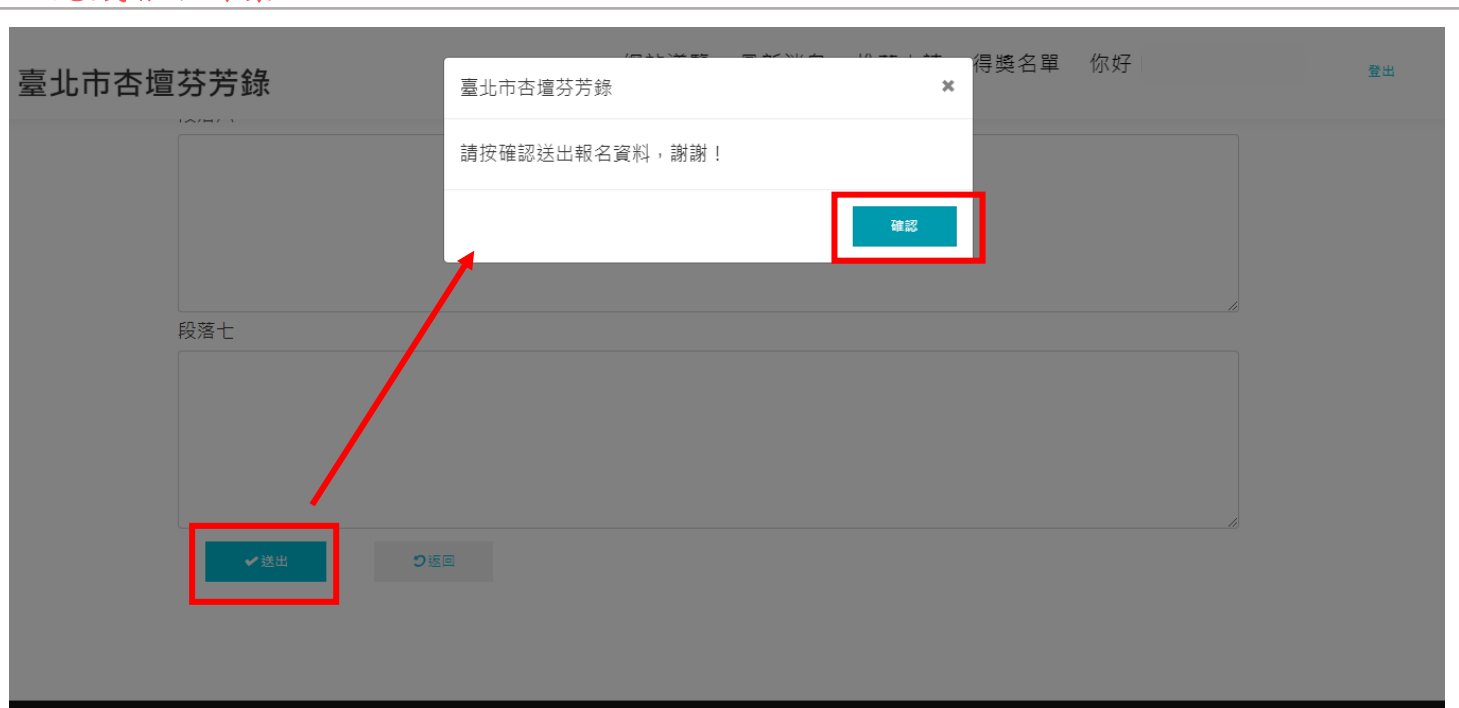 臺北市杏壇芬芳錄
得獎名單 你好
登出
臺北市杏壇芬芳錄
請按確認送出報名資料，謝謝！
確認
段落七
送出
返回